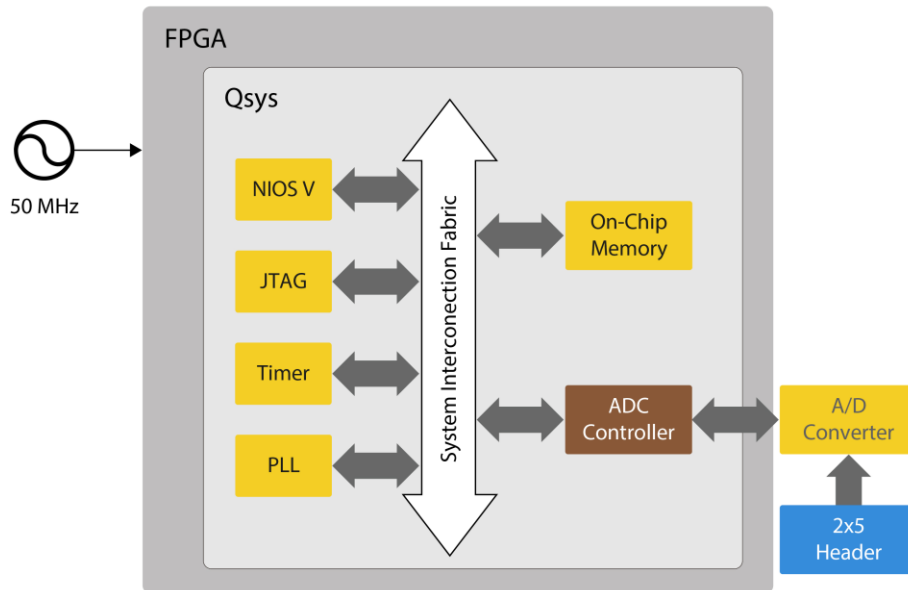 FPGA
Qsys
50 MHz
NIOS V
JTAG
Timer
PLL
System Interconection Fabric
On-Chip
Memory
ADC
Controller
A/D
Converter
2x5
Header